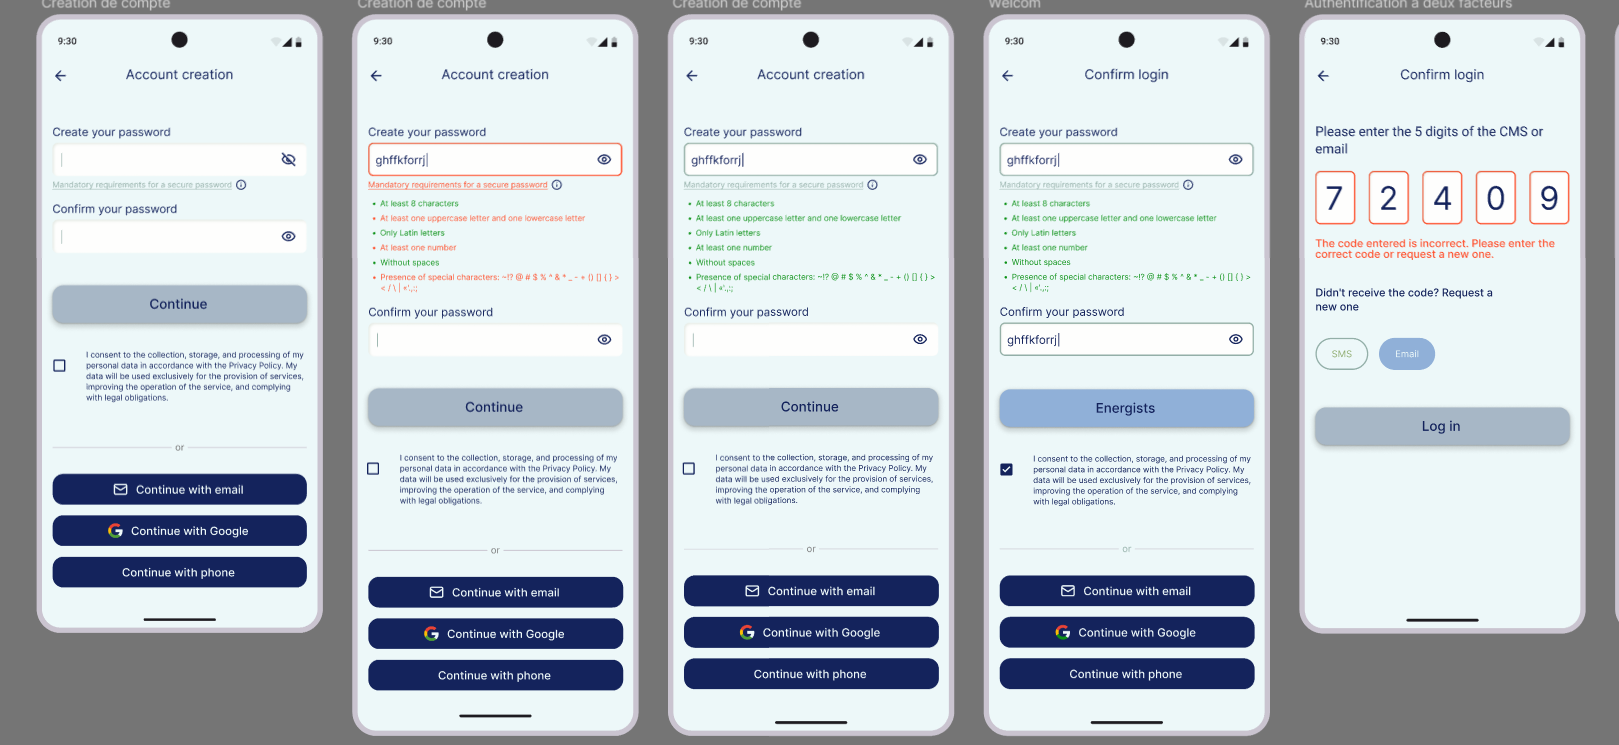 Création de compte
9:30
Account creation
Create your password
Mandatory requirements for a secure password
Confirm your password
Continue
I consent to the collection, storage, and processing of my
personal data in accordance with the Privacy Policy. My
data will be used exclusively for the provision of services,
improving the operation of the service, and complying
with legal obligations.
or
Continue with email
Continue with Google
Continue with phone
Création de compte
9:30
Account creation
Create your password
ghffkforrj
Mandatory requirements for a secure password
• At least 8 characters
• At least one uppercase letter and one lowercase letter
• Only Latin letters
• At least one number
• Without spaces
• Presence of special characters: ~!? @ # $ % ^ & * _ - + () [] { } >
< / \ | «'.,:;
Confirm your password
Continue
I consent to the collection, storage, and processing of my
personal data in accordance with the Privacy Policy. My
data will be used exclusively for the provision of services,
improving the operation of the service, and complying
with legal obligations.
or
Continue with email
Continue with Google
Continue with phone
Création de compte
9:30
Account creation
Create your password
ghffkforrj
Mandatory requirements for a secure password
• At least 8 characters
• At least one uppercase letter and one lowercase letter
• Only Latin letters
• At least one number
• Without spaces
• Presence of special characters: ~!? @ # $ % ^ & * _ - + () [] { } >
< / \ | «'.,:;
Confirm your password
Continue
I consent to the collection, storage, and processing of my
personal data in accordance with the Privacy Policy. My
data will be used exclusively for the provision of services,
improving the operation of the service, and complying
with legal obligations.
or
Continue with email
Continue with Google
Continue with phone
Welcom
9:30
Confirm login
Create your password
ghffkforrj
Mandatory requirements for a secure password
• At least 8 characters
• At least one uppercase letter and one lowercase letter
• Only Latin letters
• At least one number
• Without spaces
• Presence of special characters: ~!? @ # $ % ^ & * _ - + () [] { } >
< / \ | «'.,:;
Confirm your password
ghffkforrj
Energists
I consent to the collection, storage, and processing of my
personal data in accordance with the Privacy Policy. My
data will be used exclusively for the provision of services,
improving the operation of the service, and complying
with legal obligations.
or
Continue with email
Continue with Google
Continue with phone
Authentification à deux facteurs
9:30
Confirm login
Please enter the 5 digits of the CMS or
email
7 2 4 0 9
The code entered is incorrect. Please enter the
correct code or request a new one.
Didn't receive the code? Request a
new one
SMS Email
Log in